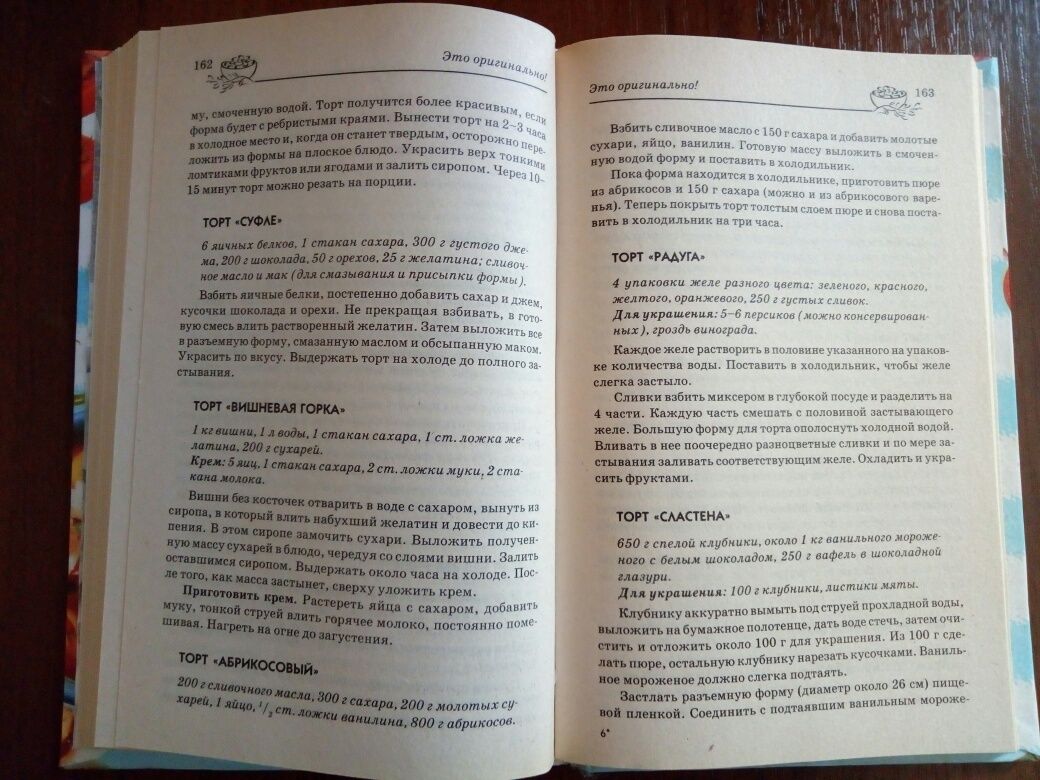 162
Это оригинально!
му, смоченную водой. Торт получится более красивым, если
форма будет с ребристыми краями. Вынести торт на 2–3 часа
в холодное место и, когда он станет твердым, осторожно пере-
ложить из формы на плоское блюдо. Украсить верх тонкими
ломтиками фруктов или ягодами и залить сиропом. Через 10–
15 минут торт можно резать на порции.
ТОРТ «СУФЛЕ»
6 яичных белков, 1 стакан сахара, 300 г густого дже-
ма, 200 г шоколада, 50 г орехов, 25 г желатина; сливоч-
ное масло и мак (для смазывания и присыпки формы).
Взбить яичные белки, постепенно добавить сахар и джем,
кусочки шоколада и орехи. Не прекращая взбивать, в гото-
вую смесь влить растворенный желатин. Затем выложить все
в разъемную форму, смазанную маслом и обсыпанную маком.
Украсить по вкусу. Выдержать торт на холоде до полного за-
стывания.
ТОРТ «ВИШНЕВАЯ ГОРКА»
1 кг вишни, 1 л воды, 1 стакан сахара, 1 ст. ложка же-
латина, 200 г сухарей.
Крем: 5 яиц, 1 стакан сахара, 2 ст. ложки муки, 2 ста-
кана молока.
Вишни без косточек отварить в воде с сахаром, вынуть из
сиропа, в который влить набухший желатин и довести до ки-
пения. В этом сиропе замочить сухари. Выложить получен-
ную массу сухарей в блюдо, чередуя со слоями вишни. Залить
оставшимся сиропом. Выдержать около часа на холоде. Пос-
ле того, как масса застынет, сверху уложить крем.
Приготовить крем. Растереть яйца с сахаром, добавить
муку, тонкой струей влить горячее молоко, постоянно поме-
шивая. Нагреть на огне до загустения.
ТОРТ «АБРИКОСОВЫЙ»
200 г сливочного масла, 300 г сахара, 200 г молотых су-
харей, 1 яйцо, 1/2 ст. ложки ванилина, 800 г абрикосов.
Это оригинально!
163
Взбить сливочное масло с 150 г сахара и добавить молотые
сухари, яйцо, ванилин. Готовую массу выложить в смочен-
ную водой форму и поставить в холодильник.
Пока форма находится в холодильнике, приготовить пюре
из абрикосов и 150 г сахара (можно и из абрикосового варе-
нья). Теперь покрыть торт толстым слоем пюре и снова поста-
вить в холодильник на три часа.
ТОРТ «РАДУГА»
4 упаковки желе разного цвета: зеленого, красного,
желтого, оранжевого, 250 г густых сливок.
Для украшения: 5–6 персиков (можно консервирован-
ных), гроздь винограда.
Каждое желе растворить в половине указанного на упаков-
ке количества воды. Поставить в холодильник, чтобы желе
слегка застыло.
Сливки взбить миксером в глубокой посуде и разделить на
4 части. Каждую часть смешать с половиной застывающего
желе. Большую форму для торта ополоснуть холодной водой.
Вливать в нее поочередно разноцветные сливки и по мере за-
стывания заливать соответствующим желе. Охладить и укра-
сить фруктами.
ТОРТ «СЛАСТЕНА»
650 г спелой клубники, около 1 кг ванильного мороже-
ного с белым шоколадом, 250 г вафель в шоколадной
глазури.
Для украшения: 100 г клубники, листики мяты.
Клубнику аккуратно вымыть под струей прохладной воды,
выложить на бумажное полотенце, дать воде стечь, затем очи-
стить и отложить около 100 г для украшения. Из 100 г сде-
лать пюре, остальную клубнику нарезать кусочками. Ваниль-
ное мороженое должно слегка подтаять.
Застлать разъемную форму (диаметр около 26 см) пище-
вой пленкой. Соединить с подтаявшим ванильным мороже-
6*